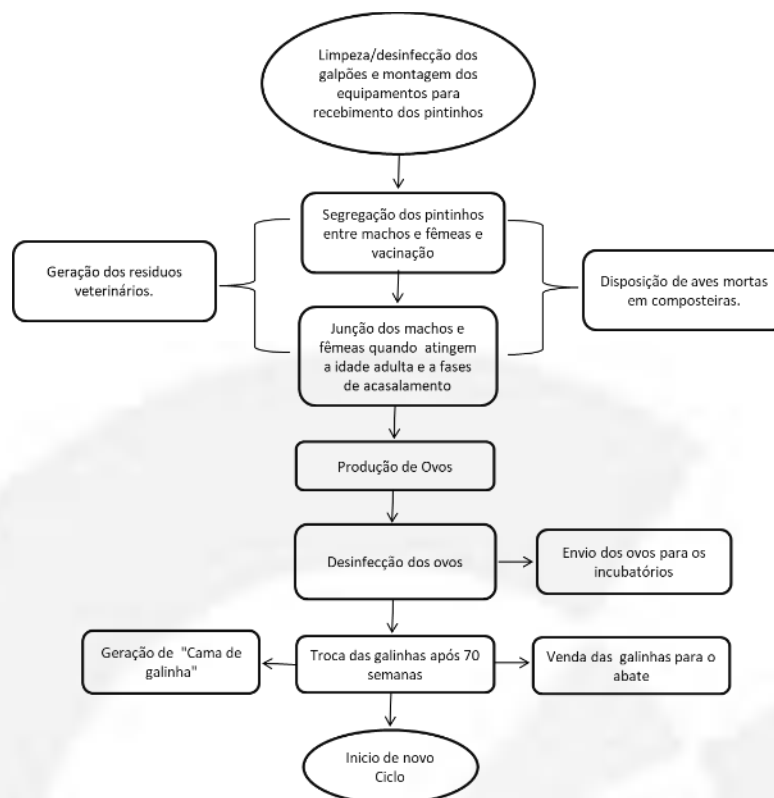 Limpeza/desinfecção dos
galpões e montagem dos
equipamentos para
recebimento dos pintinhos
Segregação dos pintinhos
entre machos e fêmeas e
vacinação
Geração dos residuos
veterinários.
Disposição de aves mortas
em composteiras.
Junção dos machos e
fêmeas quando atingem
a idade adulta e a fases
de acasalamento
Produção de Ovos
Desinfecção dos ovos
Envio dos ovos para os
incubatórios
Geração de "Cama de
galinha"
Troca das galinhas após 70
semanas
Venda das galinhas para o
abate
Inicio de novo
Ciclo